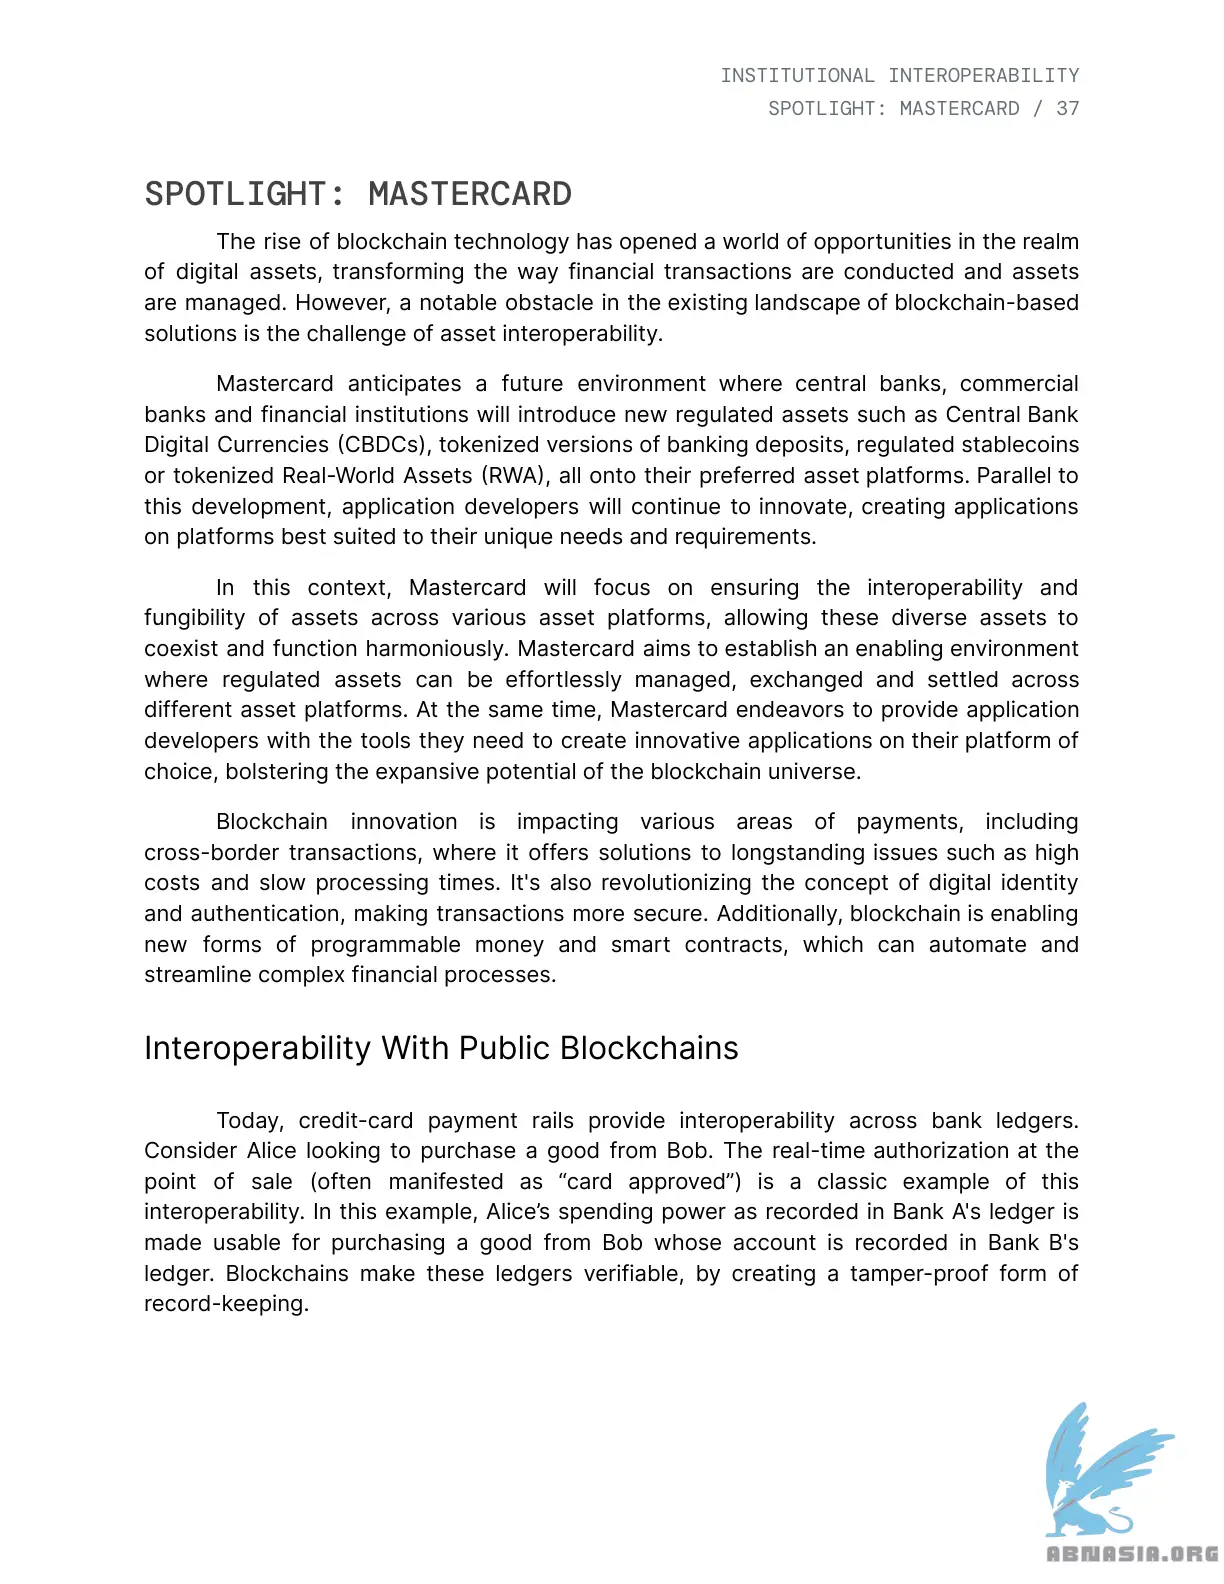 INSTITUTIONAL INTEROPERABILITY
SPOTLIGHT: MASTERCARD / 37
SPOTLIGHT: MASTERCARD
The rise of blockchain technology has opened a world of opportunities in the realm
of digital assets, transforming the way financial transactions are conducted and assets
are managed. However, a notable obstacle in the existing landscape of blockchain-based
solutions is the challenge of asset interoperability.
Mastercard anticipates a future environment where central banks, commercial
banks and financial institutions will introduce new regulated assets such as Central Bank
Digital Currencies (CBDCs), tokenized versions of banking deposits, regulated stablecoins
or tokenized Real-World Assets (RWA), all onto their preferred asset platforms. Parallel to
this development, application developers will continue to innovate, creating applications
on platforms best suited to their unique needs and requirements.
In this context, Mastercard will focus on ensuring the interoperability and
fungibility of assets across various asset platforms, allowing these diverse assets to
coexist and function harmoniously. Mastercard aims to establish an enabling environment
where regulated assets can be effortlessly managed, exchanged and settled across
different asset platforms. At the same time, Mastercard endeavors to provide application
developers with the tools they need to create innovative applications on their platform of
choice, bolstering the expansive potential of the blockchain universe.
Blockchain innovation is impacting various areas of payments, including
cross-border transactions, where it offers solutions to longstanding issues such as high
costs and slow processing times. It's also revolutionizing the concept of digital identity
and authentication, making transactions more secure. Additionally, blockchain is enabling
new forms of programmable money and smart contracts, which can automate and
streamline complex financial processes.
Interoperability With Public Blockchains
Today, credit-card payment rails provide interoperability across bank ledgers.
Consider Alice looking to purchase a good from Bob. The real-time authorization at the
point of sale (often manifested as “card approved”) is a classic example of this
interoperability. In this example, Alice’s spending power as recorded in Bank A's ledger is
made usable for purchasing a good from Bob whose account is recorded in Bank B's
ledger. Blockchains make these ledgers verifiable, by creating a tamper-proof form of
record-keeping.
ABNASIA.ORG